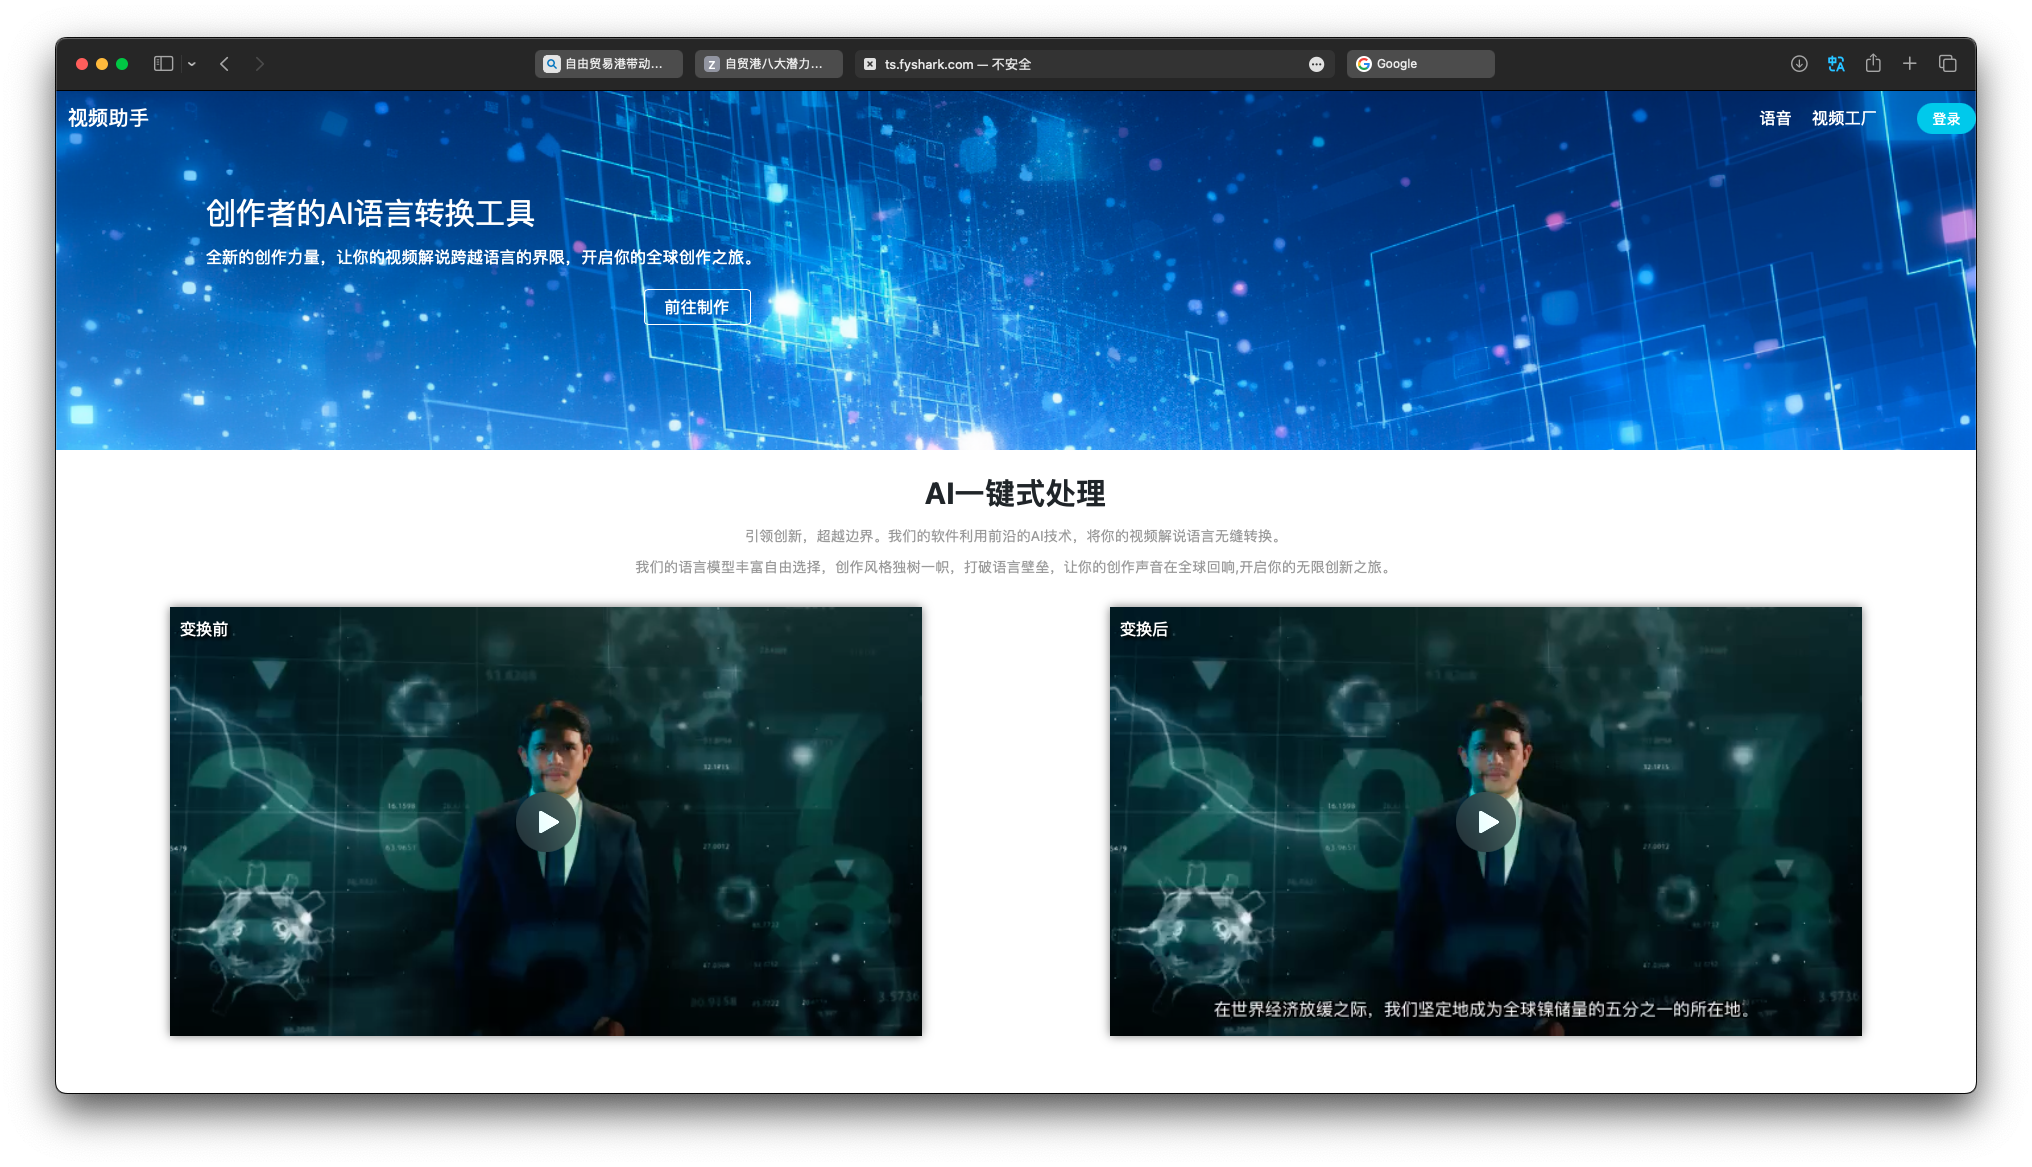 自由贸易港带动...
自贸港八大潜力...
ts.fyshark.com — 不安全
Google
视频助手
语音
视频工厂
登录
创作者的AI语言转换工具
全新的创作力量，让你的视频解说跨越语言的界限，开启你的全球创作之旅。
前往制作
AI一键式处理
引领创新，超越边界。我们的软件利用前沿的AI技术，将你的视频解说语言无缝转换。
我们的语言模型丰富自由选择，创作风格独树一帜，打破语言壁垒，让你的创作声音在全球回响,开启你的无限创新之旅。
变换前
变换后
在世界经济放缓之际，我们坚定地成为全球镍储量的五分之一的所在地。